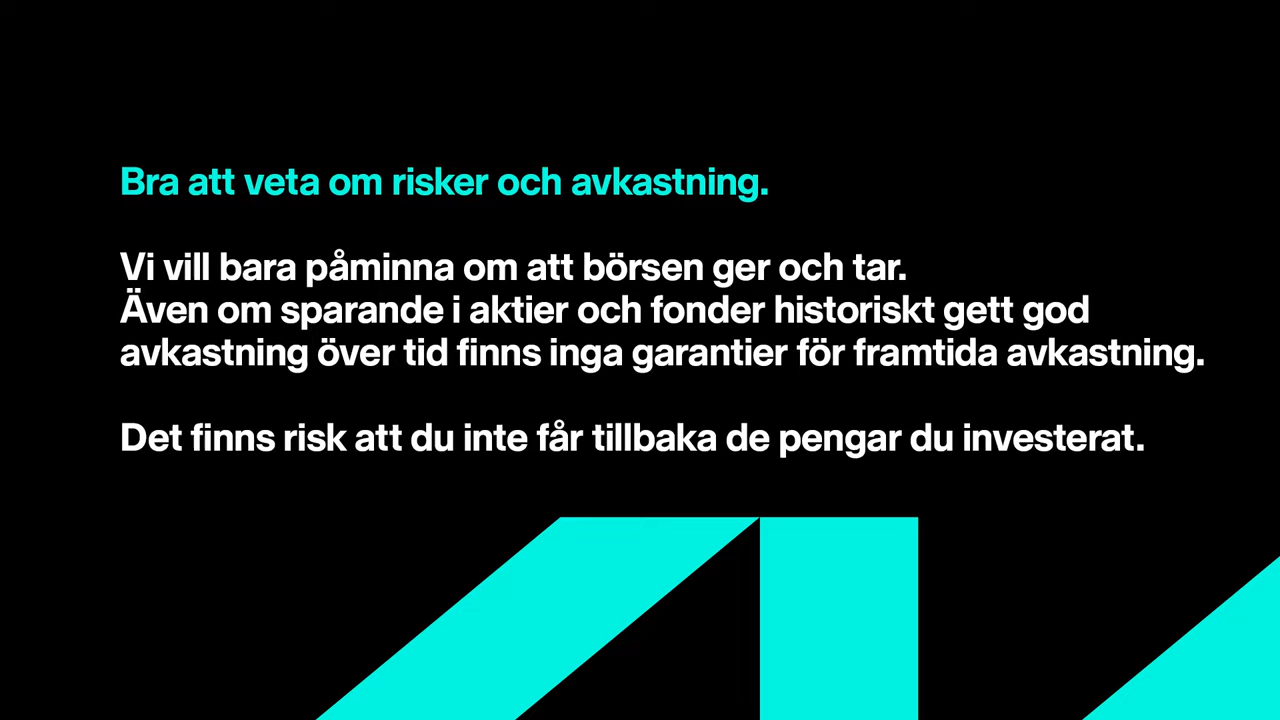 Bra att veta om risker och avkastning.
Vi vill bara påminna om att börsen ger och tar.
Även om sparande i aktier och fonder historiskt gett god
avkastning över tid finns inga garantier för framtida avkastning.
Det finns risk att du inte får tillbaka de pengar du investerat.